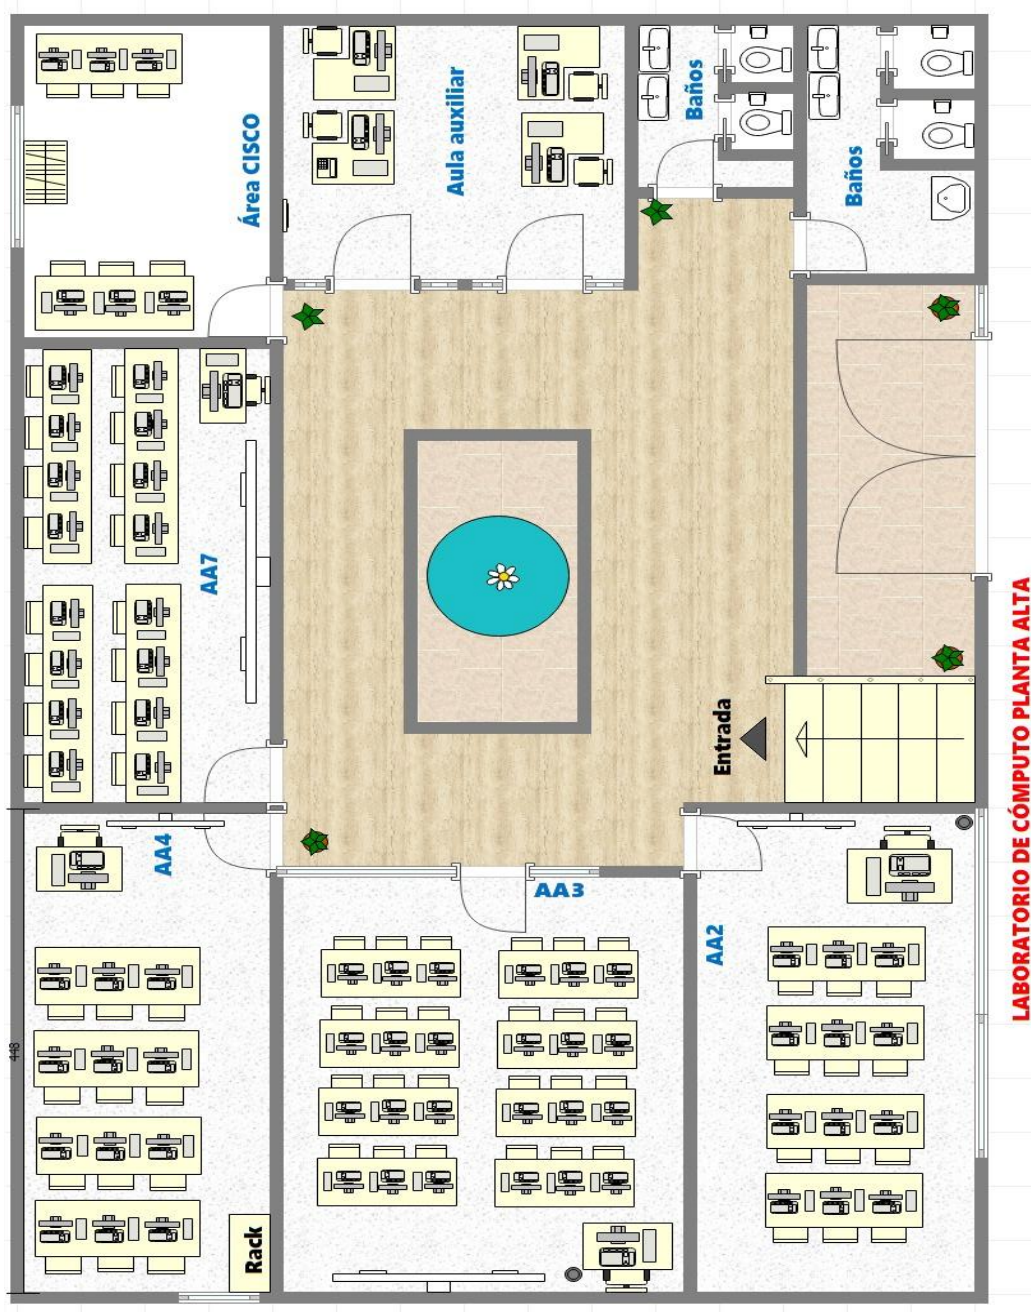 Área CISCO
Aula auxiliar
Baños
Baños
AA7
Entrada
AA4
AA3
AA2
448
Rack
LABORATORIO DE CÓMPUTO PLANTA ALTA